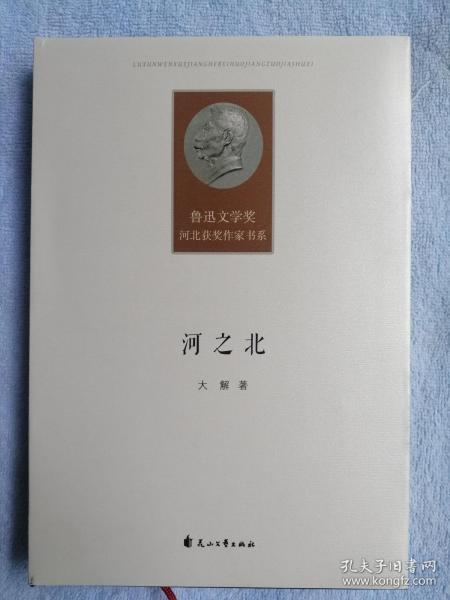 LUXUNWENXUEJIANGHEBEIHUOJIANGZUOJIASHUXI
鲁迅文学奖
河北获奖作家书系
河之北
大解 著
花山文艺出版社
孔夫子旧书网
www.kongfz.com